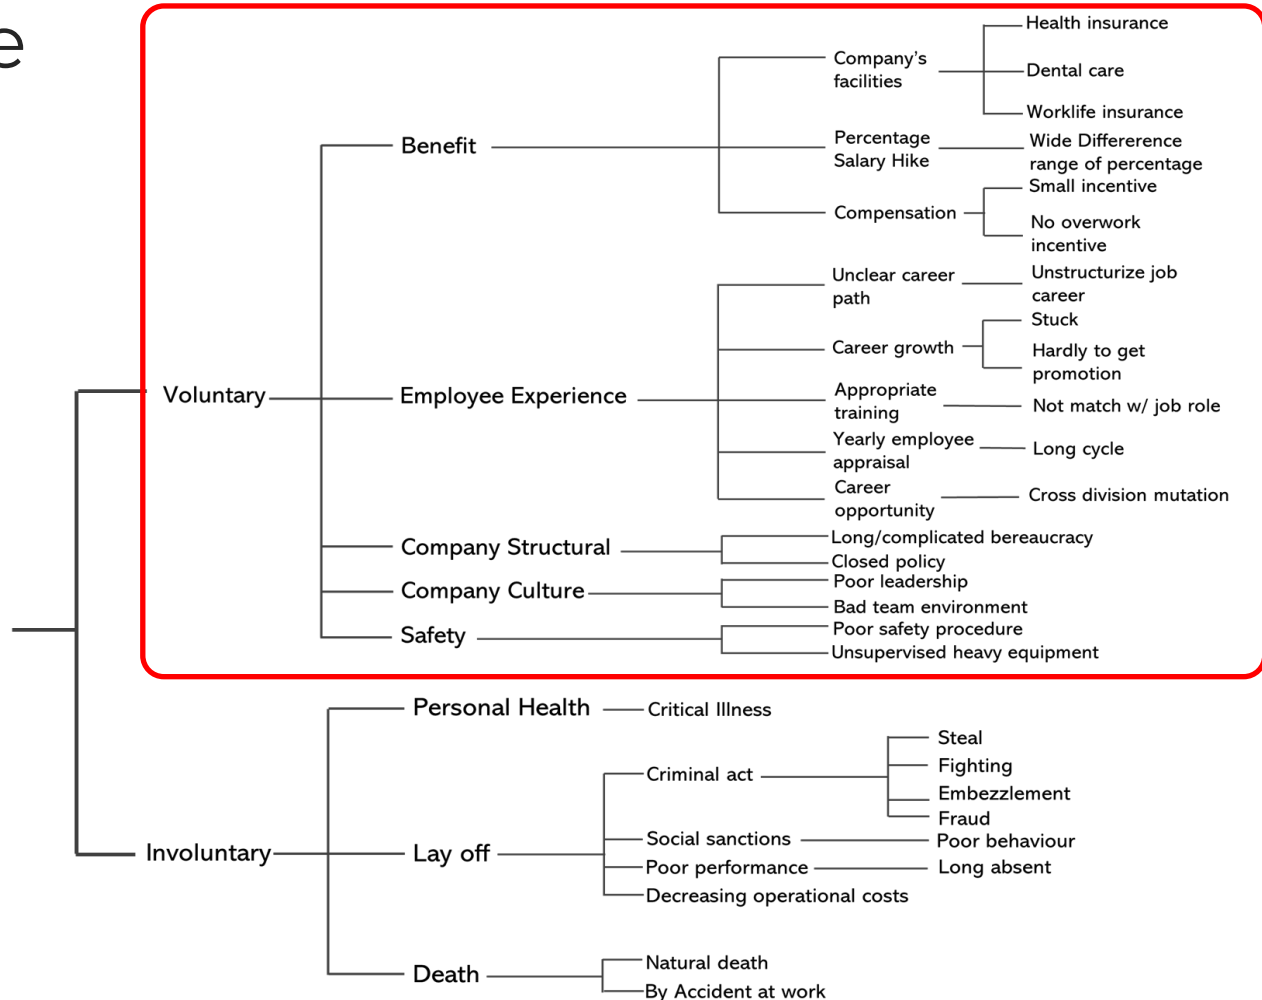 e
Health insurance
Company's
facilities
Dental care
Worklife insurance
Benefit
Percentage
Salary Hike
Wide Differerence
range of percentage
Small incentive
Compensation
No overwork
incentive
Unclear career
path
Unstructurize job
career
Stuck
Career growth
Hardly to get
promotion
Voluntary
Employee Experience
Appropriate
training
Not match w/ job role
Yearly employee
appraisal
Long cycle
Career
opportunity
Cross division mutation
Company Structural
Long/complicated bereaucracy
Closed policy
Company Culture
Poor leadership
Bad team environment
Safety
Poor safety procedure
Unsupervised heavy equipment
Personal Health
Critical Illness
Steal
Criminal act
Fighting
Embezzlement
Fraud
Involuntary
Lay off
Social sanctions
Poor behaviour
Poor performance
Long absent
Decreasing operational costs
Death
Natural death
By Accident at work